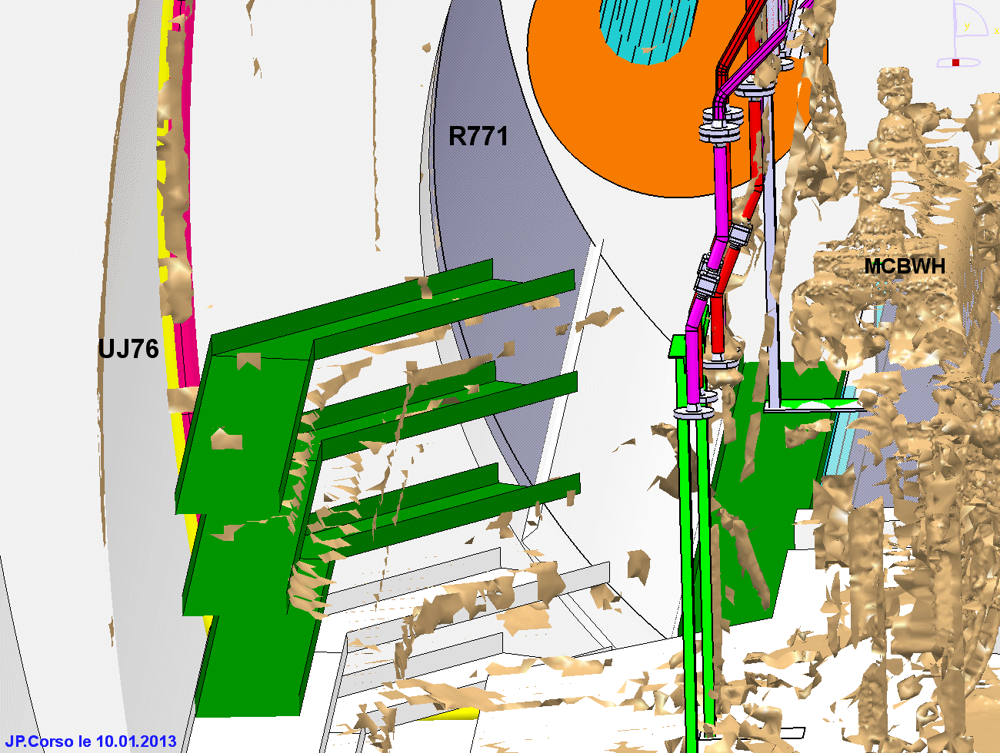 y
x
R771
MCBWH
UJ76
JP.Corso le 10.01.2013